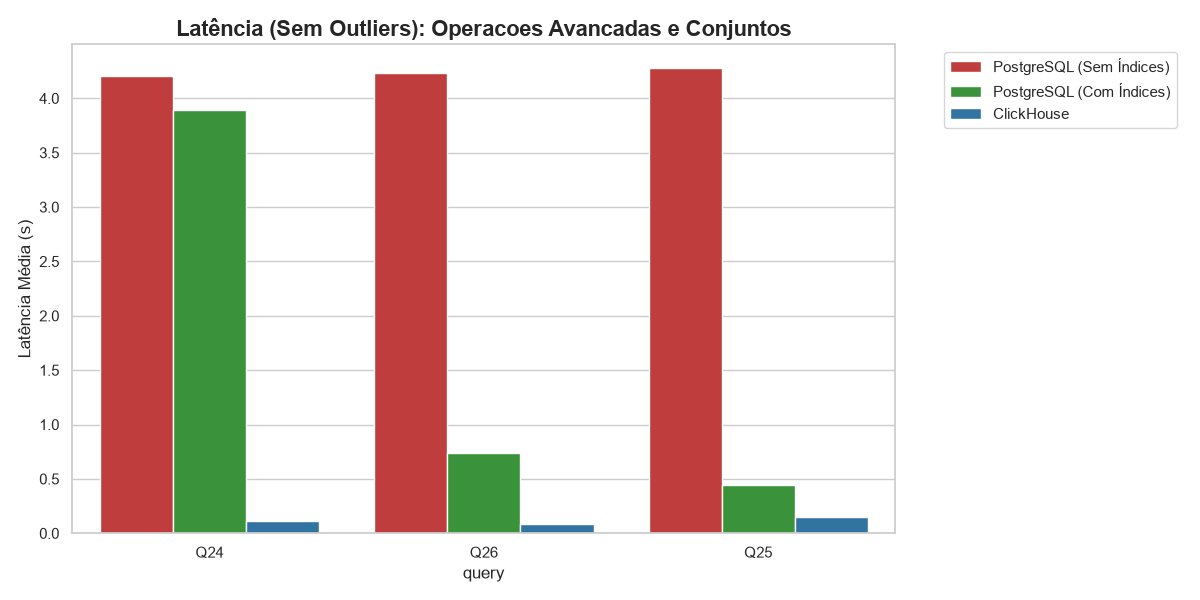 Latência (Sem Outliers): Operacoes Avancadas e Conjuntos
PostgreSQL (Sem Índices)
PostgreSQL (Com Índices)
ClickHouse
Latência Média (s)
4.0
3.5
3.0
2.5
2.0
1.5
1.0
0.5
0.0
Q24 Q26 Q25
query